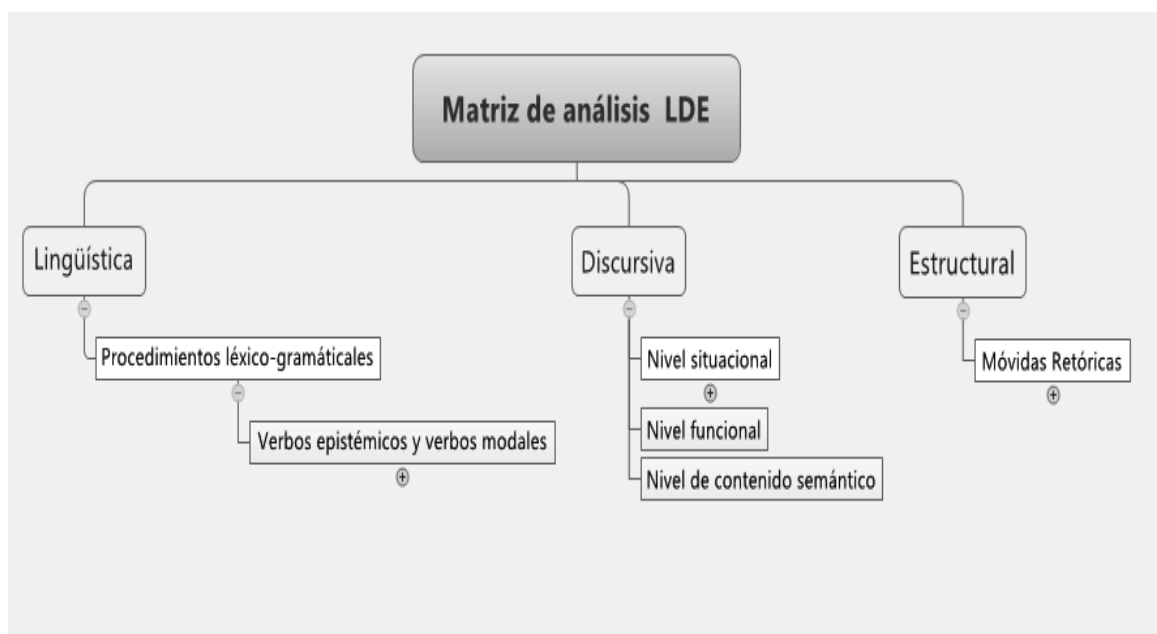 Matriz de análisis LDE
Lingüística
Discursiva
Estructural
Procedimientos léxico-gramáticales
Verbos epistémicos y verbos modales
Nivel situacional
Nivel funcional
Nivel de contenido semántico
Móvidas Retóricas